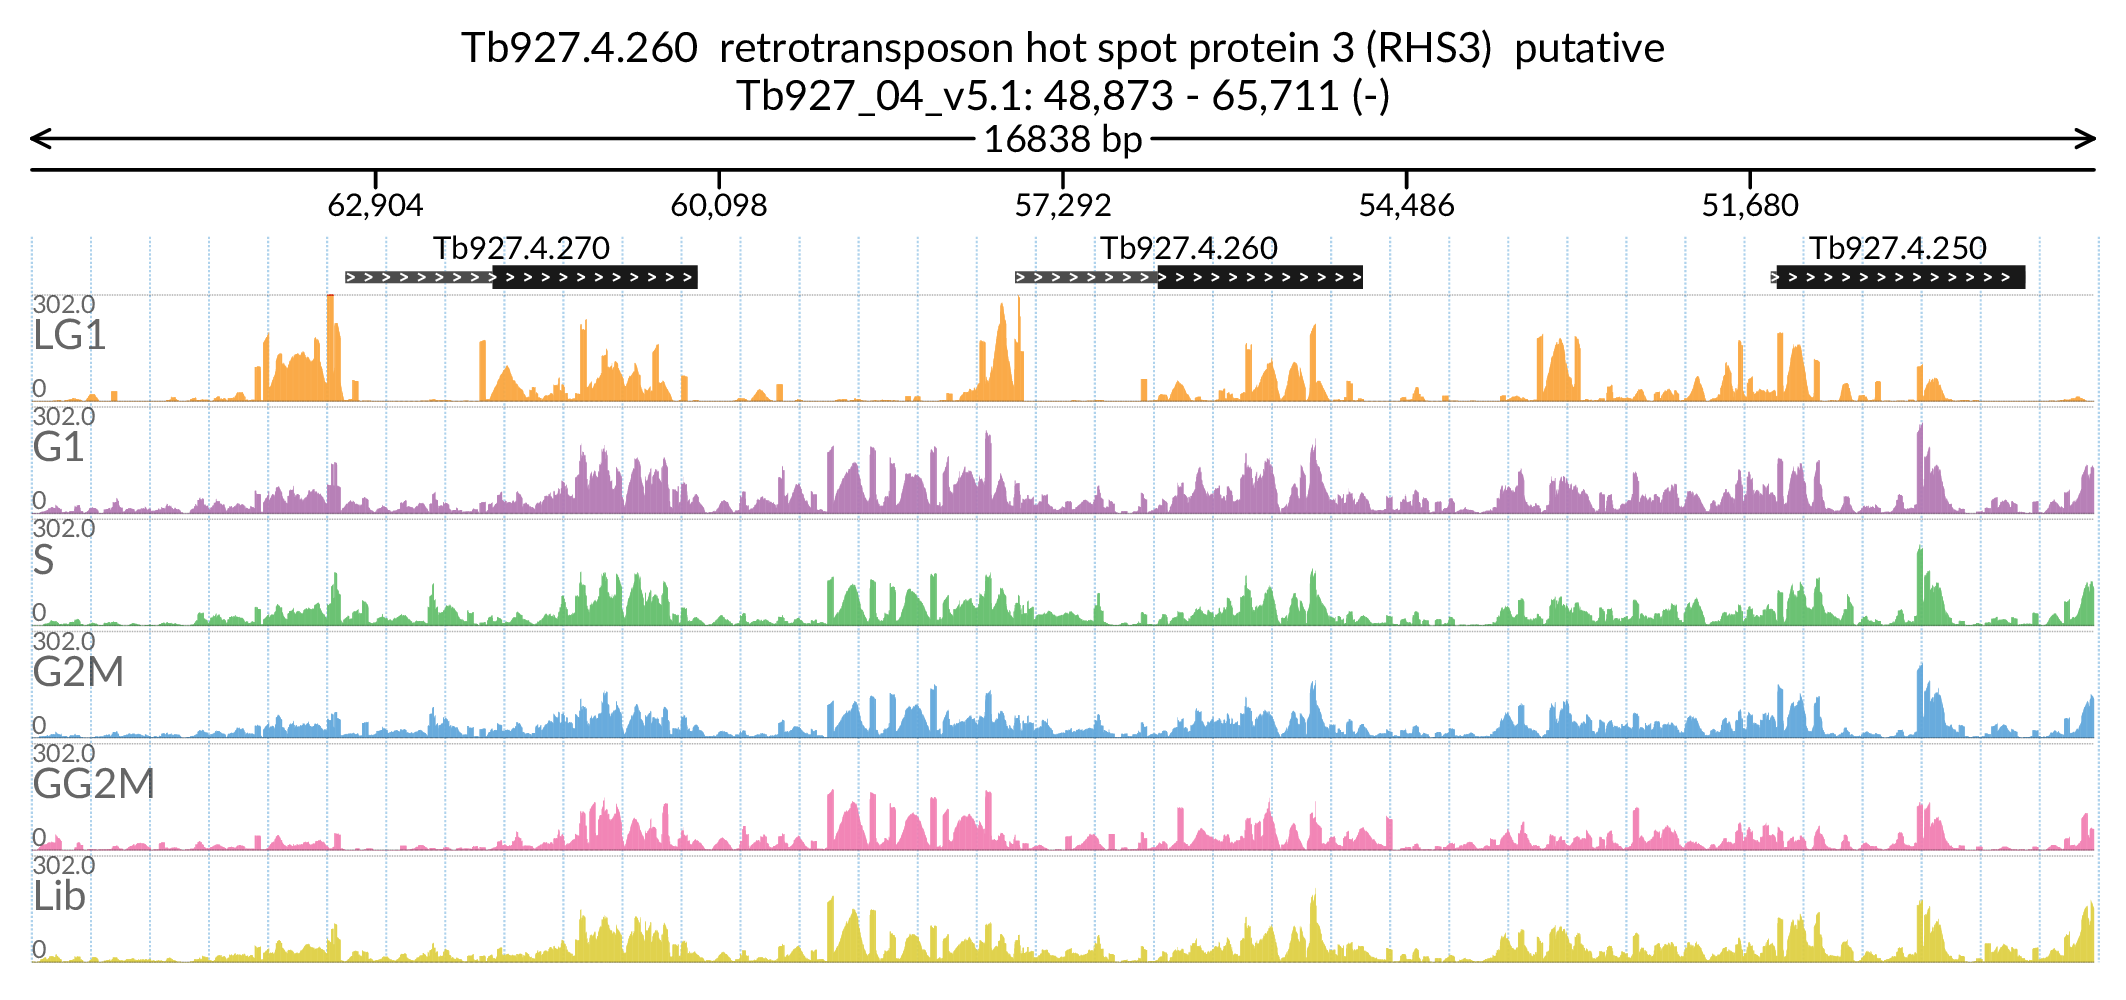 Tb927.4.260  retrotransposon hot spot protein 3 (RHS3)  putative
Tb927_04_v5.1: 48,873 - 65,711 (-)
16838 bp
62,904 60,098 57,292 54,486 51,680
Tb927.4.270 Tb927.4.260 Tb927.4.250
302.0
LG1
0
302.0
G1
0
302.0
S
0
302.0
G2M
0
302.0
GG2M
0
302.0
Lib
0